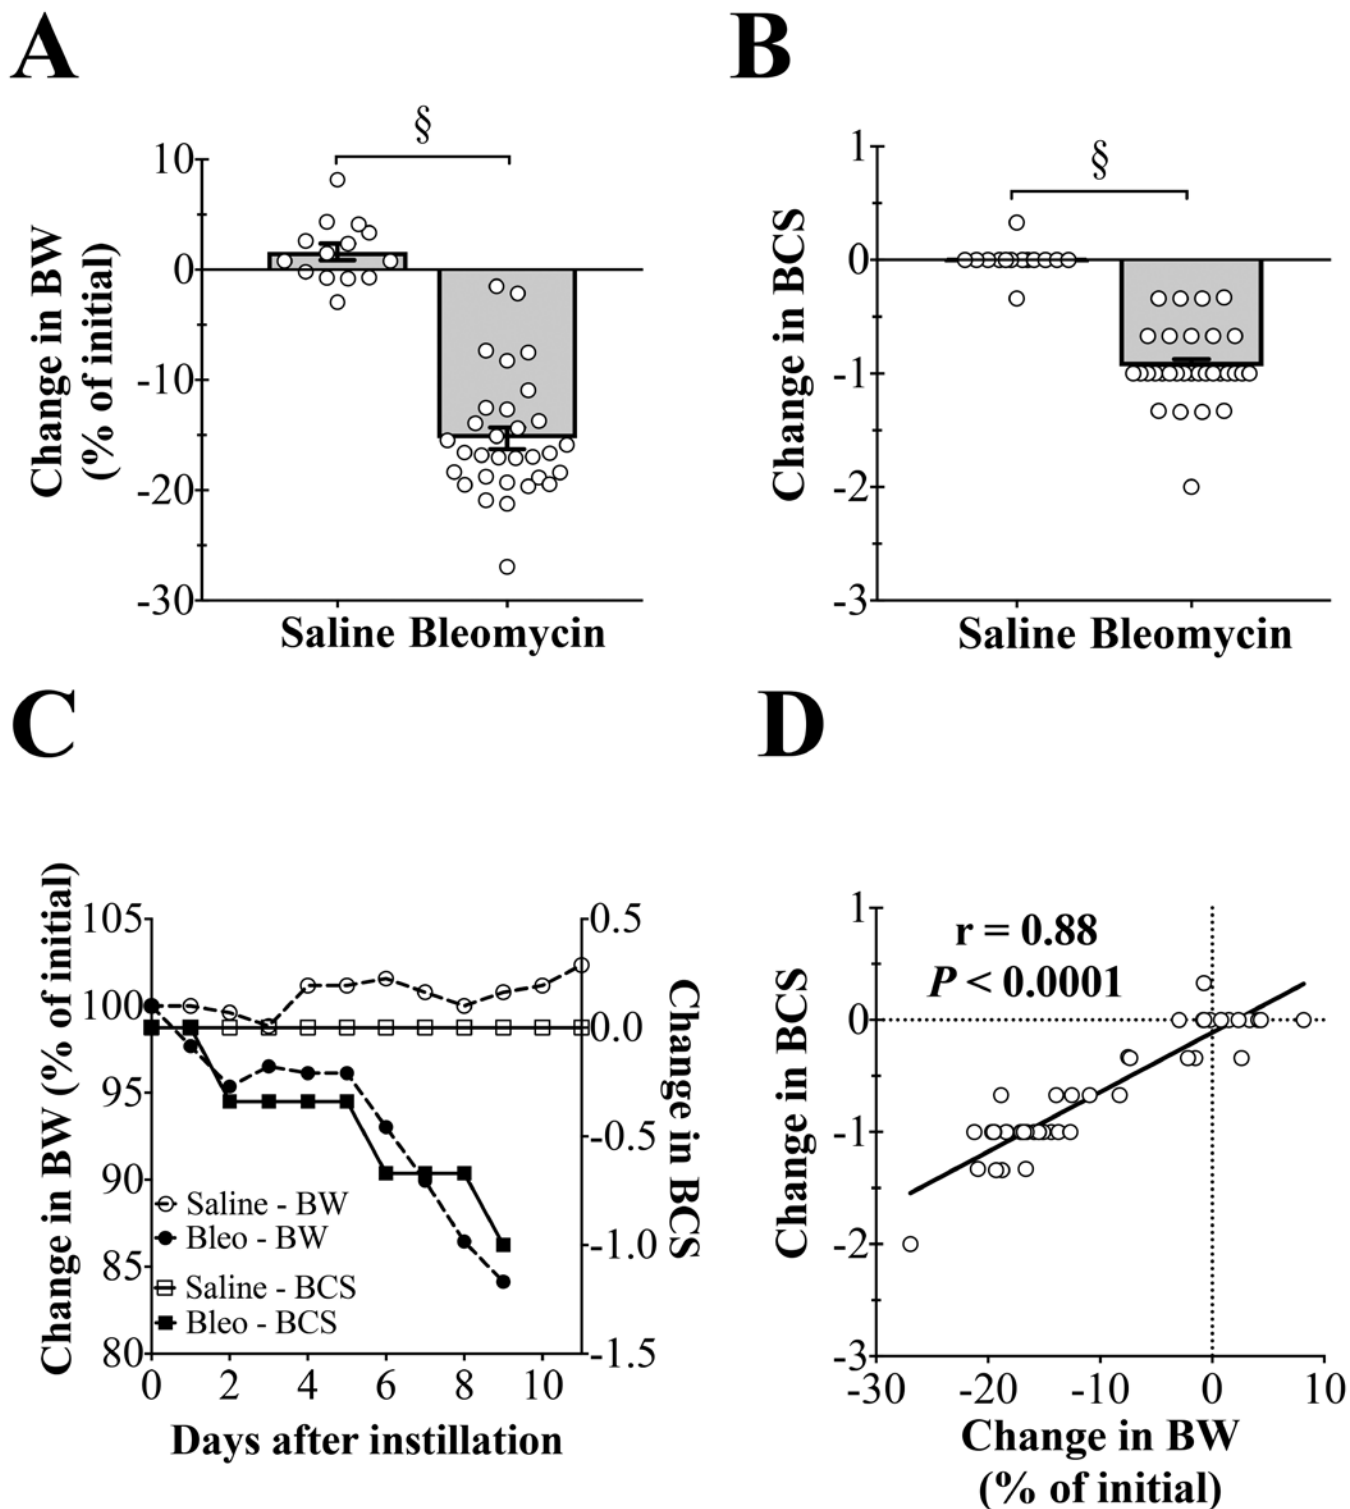 A
B
§
§
Change in BW
(% of initial)
10
0
-10
-20
-30
Saline Bleomycin
Change in BCS
1
0
-1
-2
-3
Saline Bleomycin
C
D
Change in BW (% of initial)
105
100
95
90
85
80
Saline - BW
Bleo - BW
Saline - BCS
Bleo - BCS
0.5
0.0
-0.5
-1.0
-1.5
Change in BCS
0 2 4 6 8 10
Days after instillation
Change in BCS
1
0
-1
-2
-3
r = 0.88
P < 0.0001
-30 -20 -10 0 10
Change in BW
(% of initial)